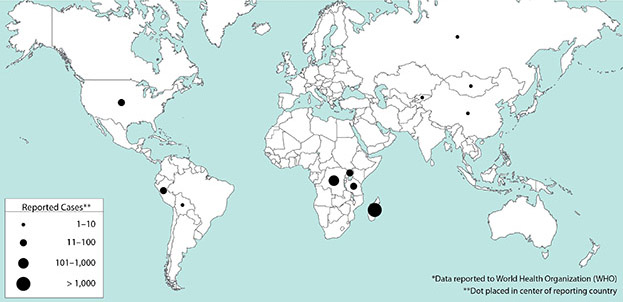 Reported Cases**
1–10
11–100
101–1,000
> 1,000
*Data reported to World Health Organization (WHO)
**Dot placed in center of reporting country